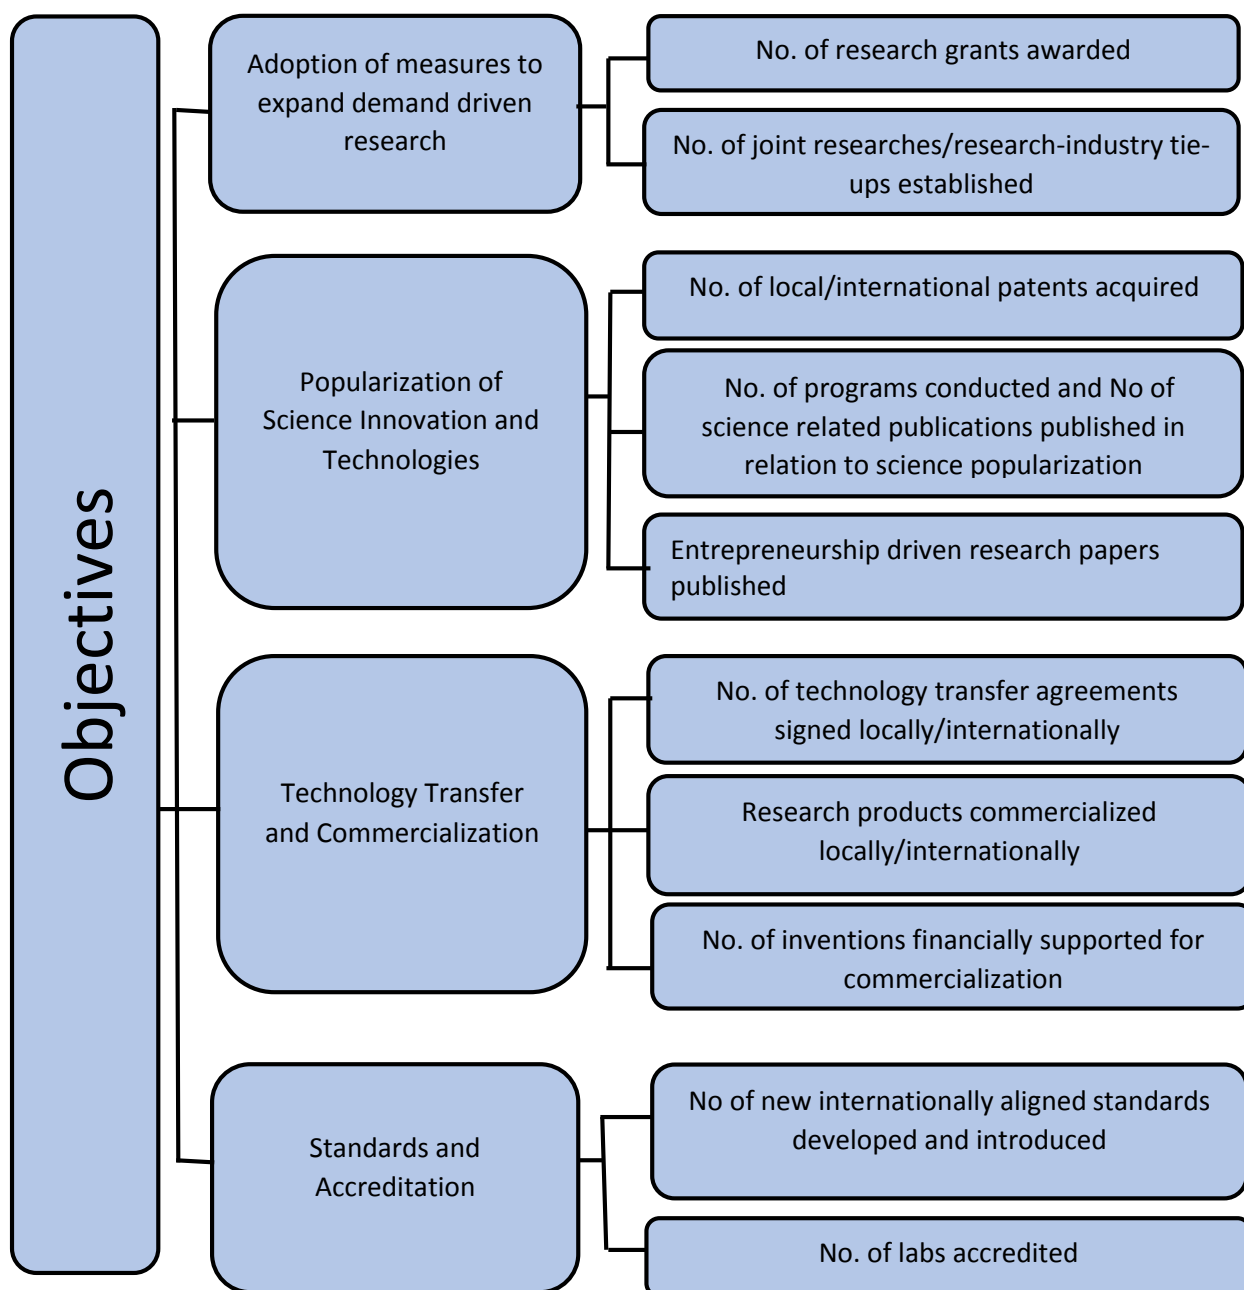 Objectives
Adoption of measures to
expand demand driven
research
No. of research grants awarded
No. of joint researches/research-industry tie-
ups established
Popularization of
Science Innovation and
Technologies
No. of local/international patents acquired
No. of programs conducted and No of
science related publications published in
relation to science popularization
Entrepreneurship driven research papers
published
Technology Transfer
and Commercialization
No. of technology transfer agreements
signed locally/internationally
Research products commercialized
locally/internationally
No. of inventions financially supported for
commercialization
Standards and
Accreditation
No of new internationally aligned standards
developed and introduced
No. of labs accredited